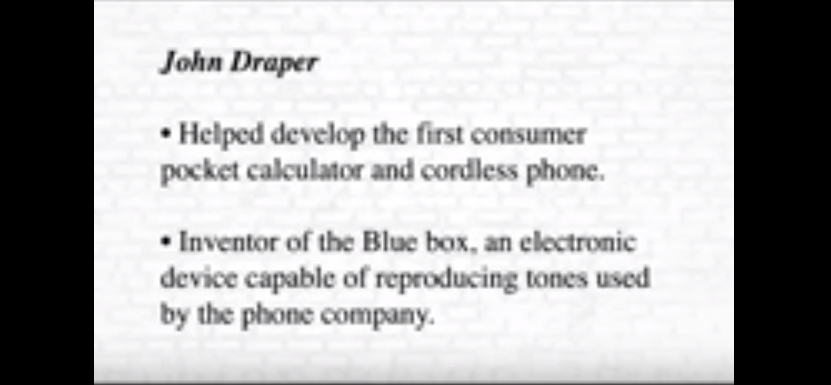 John Draper
• Helped develop the first consumer
pocket calculator and cordless phone.
• Inventor of the Blue box, an electronic
device capable of reproducing tones used
by the phone company.